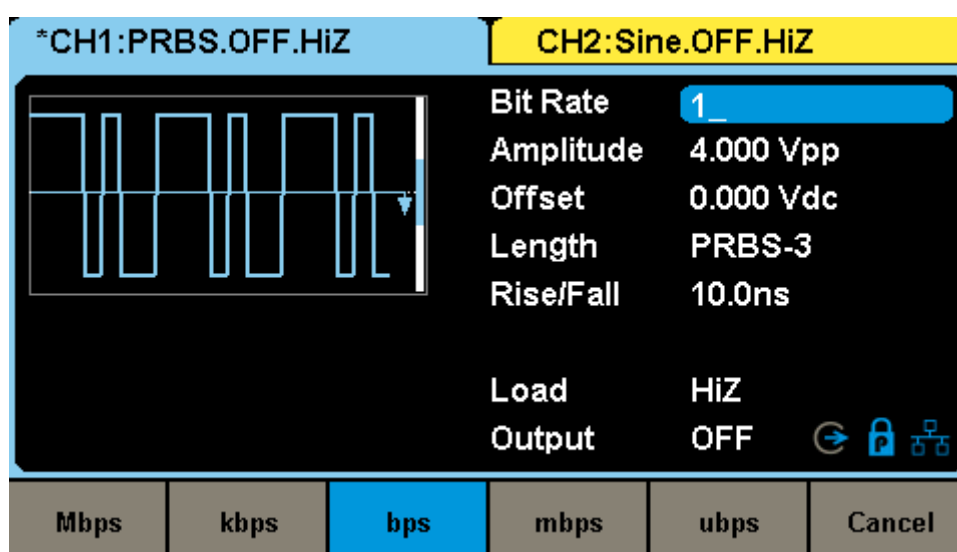 *CH1:PRBS.OFF.HiZ
CH2:Sine.OFF.HiZ
Bit Rate 1_
Amplitude 4.000 Vpp
Offset 0.000 Vdc
Length PRBS-3
Rise/Fall 10.0ns
Load HiZ
Output OFF P
Mbps kbps bps mbps ubps Cancel